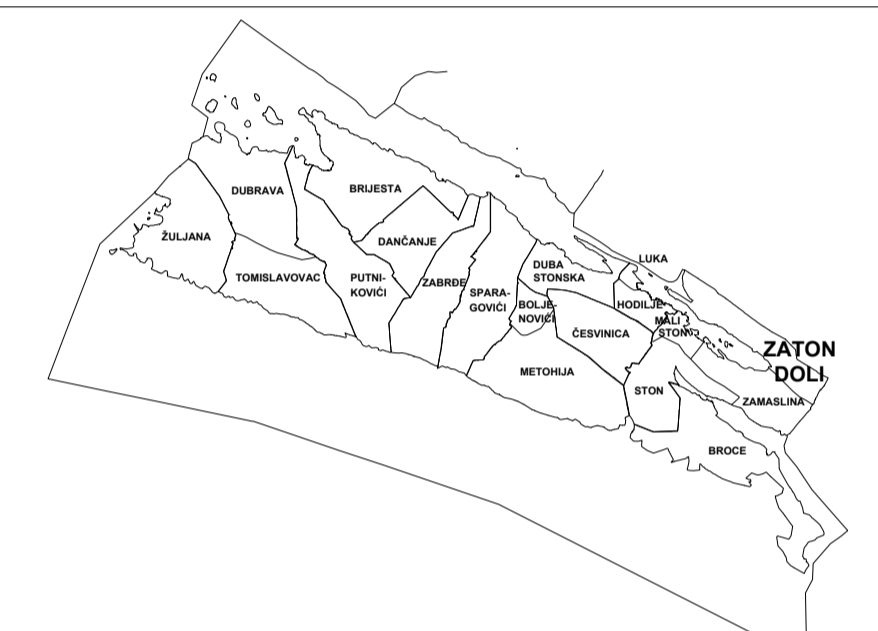 DUBRAVA
BRIJESTA
ŽULJANA
DANČANJE
TOMISLAVOVAC
PUTNI-
KOVIĆI
ZABRĐE
SPARA-
GOVIĆI
DUBA
STONSKA
LUKA
BOLJE-
NOVIĆI
HODILJE
MALI
STON
ČESVINICA
ZATON
DOLI
METOHIJA
STON
ZAMASLINA
BROCE